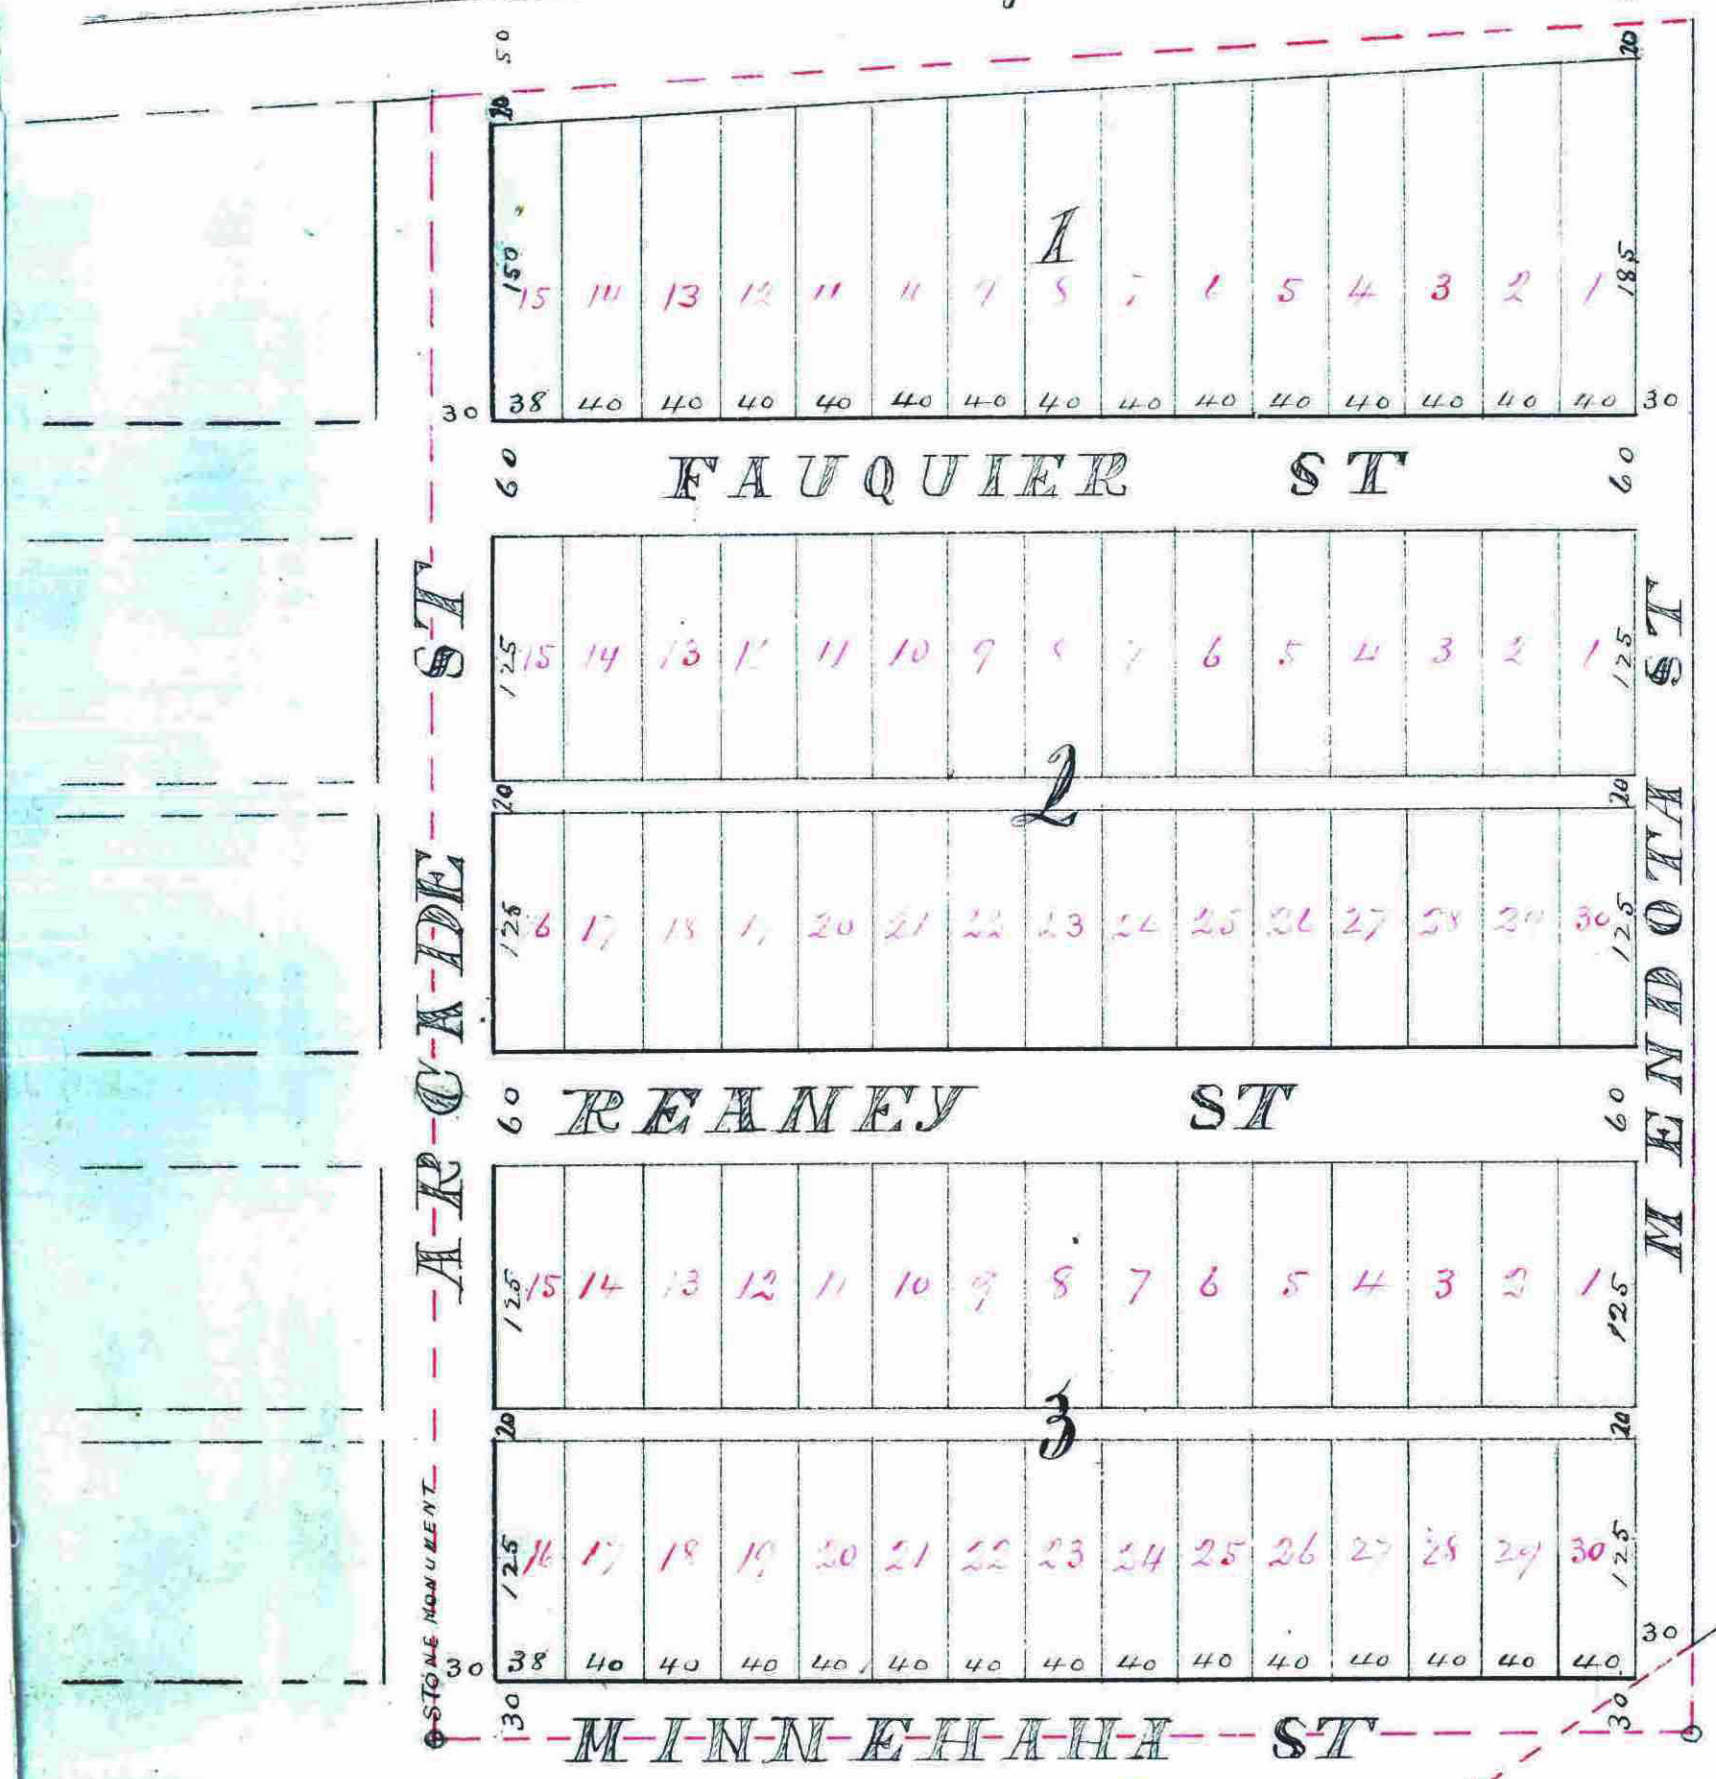 50 20
20
1
150 185
15 14 13 12 11 11 9 8 7 6 5 4 3 2 1
30 38 40 40 40 40 40 40 40 40 40 40 40 40 40 40 30
60 FAUQUIER ST 60
125 15 14 13 12 11 10 9 8 7 6 5 4 3 2 1 125
20 2 20
125 16 17 18 19 20 21 22 23 24 25 26 27 28 29 30 125
60 REANEY ST 60
125 15 14 13 12 11 10 9 8 7 6 5 4 3 2 1 125
20 3 20
125 16 17 18 19 20 21 22 23 24 25 26 27 28 29 30 125
30 38 40 40 40 40 40 40 40 40 40 40 40 40 40 40 30
30 MINNEHAHA ST 30
ARCADE ST
STONE MONUMENT
MENDOTA ST